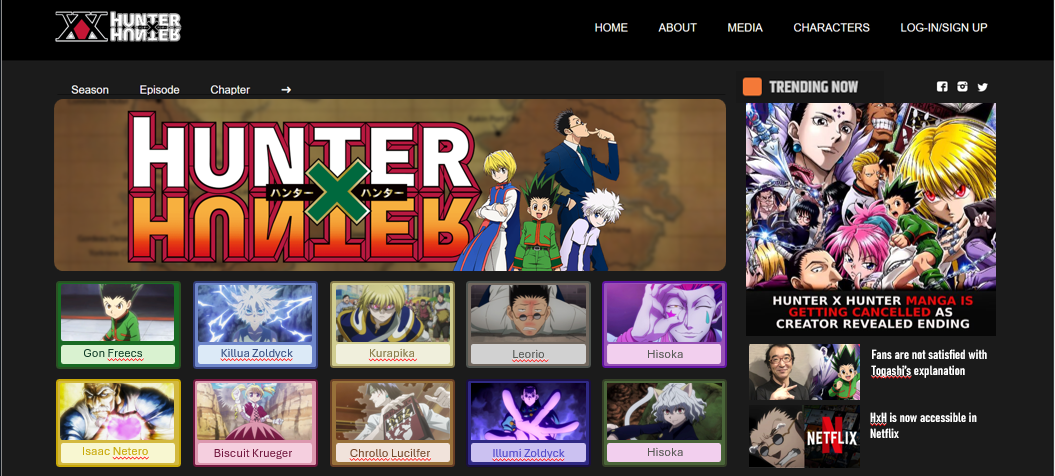 HUNTER
HUNTER
HOME ABOUT MEDIA CHARACTERS LOG-IN/SIGN UP
Season Episode Chapter →
TRENDING NOW
HUNTER
ハンター X ハンター
HUNTER
HUNTER X HUNTER MANGA IS
GETTING CANCELLED AS
CREATOR REVEALED ENDING
Gon Freecs
Killua Zoldyck
Kurapika
Leorio
Hisoka
Fans are not satisfied with
Togashi's explanation
Isaac Netero
Biscuit Krueger
Chrollo Lucilfer
Illumi Zoldyck
Hisoka
NETFLIX
HxH is now accessible in
Netflix